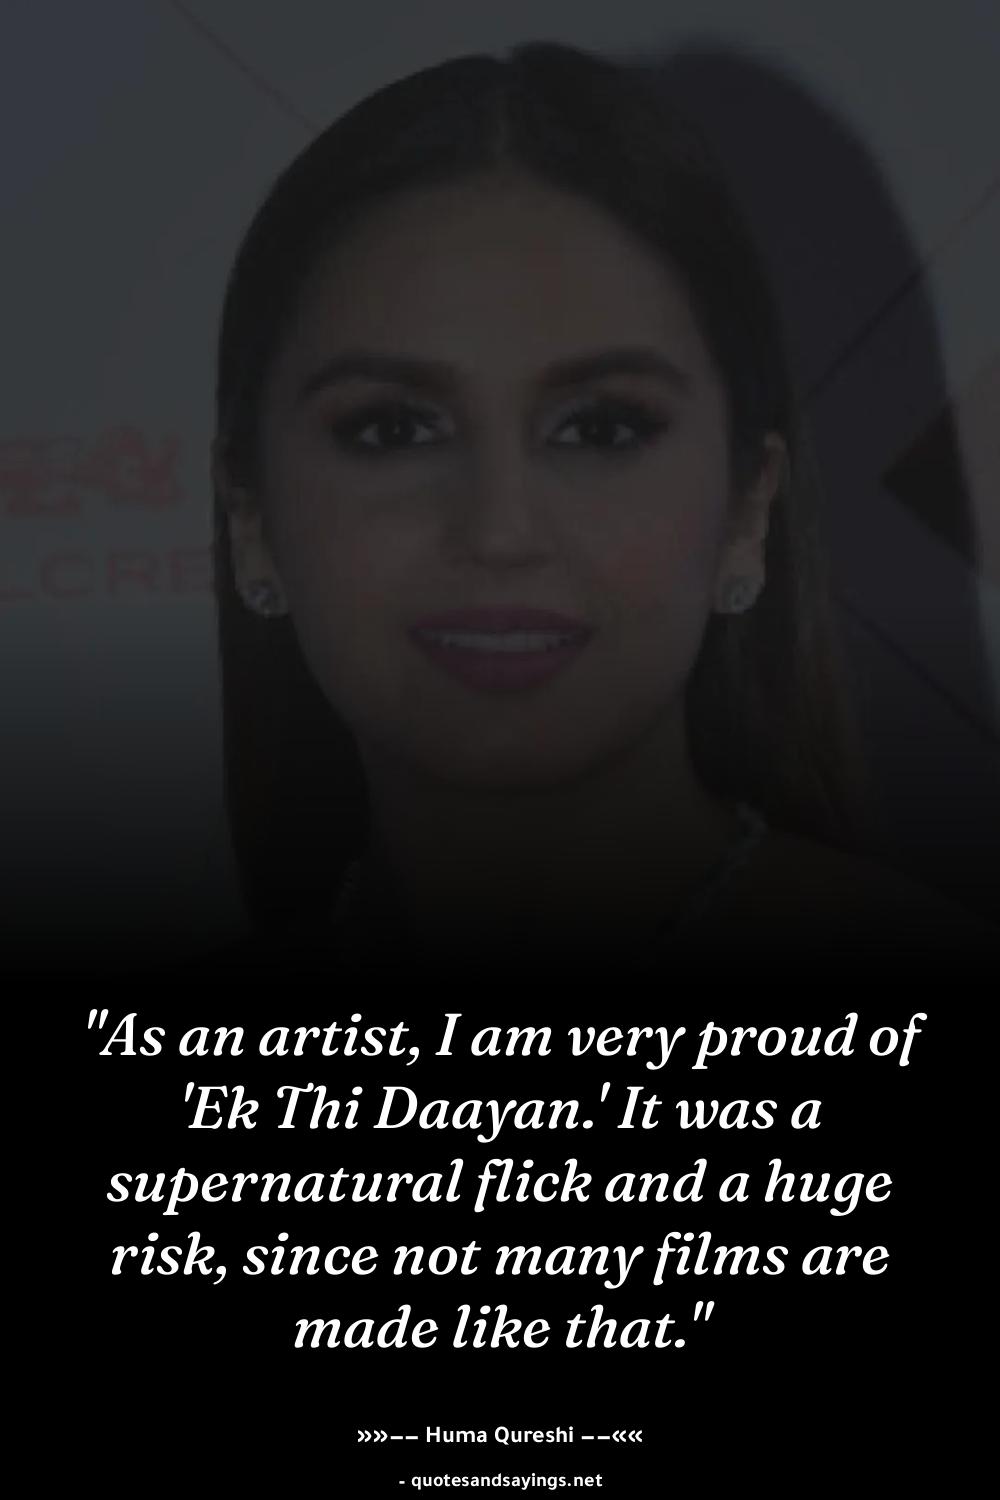 LCRE
"As an artist, I am very proud of
'Ek Thi Daayan.' It was a
supernatural flick and a huge
risk, since not many films are
made like that."
»»−− Huma Qureshi −−««
- quotesandsayings.net